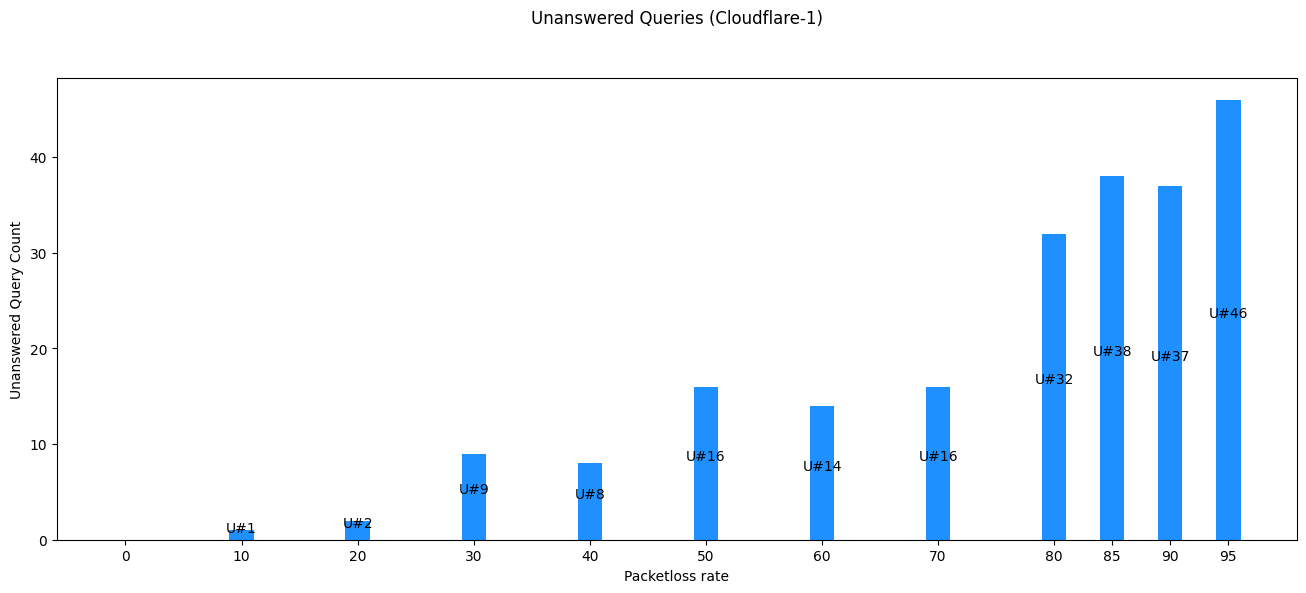 Unanswered Queries (Cloudflare-1)
Unanswered Query Count
40
30
20
10
0
U#1
U#2
U#9
U#8
U#16
U#14
U#16
U#32
U#38
U#37
U#46
0 10 20 30 40 50 60 70 80 85 90 95
Packetloss rate